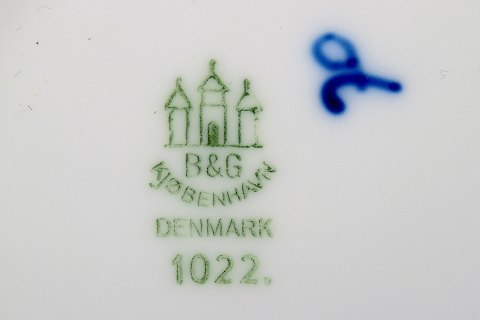 B&G
KJØBENHAVN
DENMARK
1022.